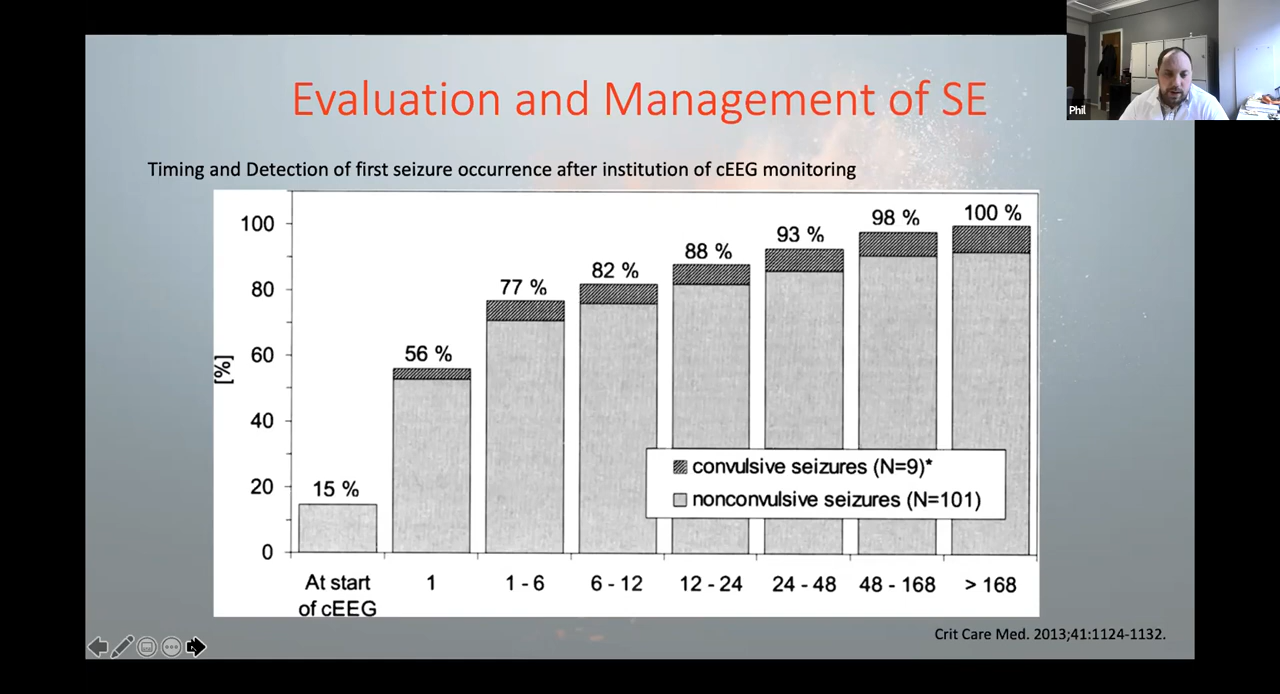 Phil
Evaluation and Management of SE
Timing and Detection of first seizure occurrence after institution of cEEG monitoring
[%]
100
80
60
40
20
0
15 %
56 %
77 %
82 %
88 %
93 %
98 %
100 %
convulsive seizures (N=9)*
nonconvulsive seizures (N=101)
At start
of cEEG
1
1 - 6
6 - 12
12 - 24
24 - 48
48 - 168
> 168
Crit Care Med. 2013;41:1124-1132.